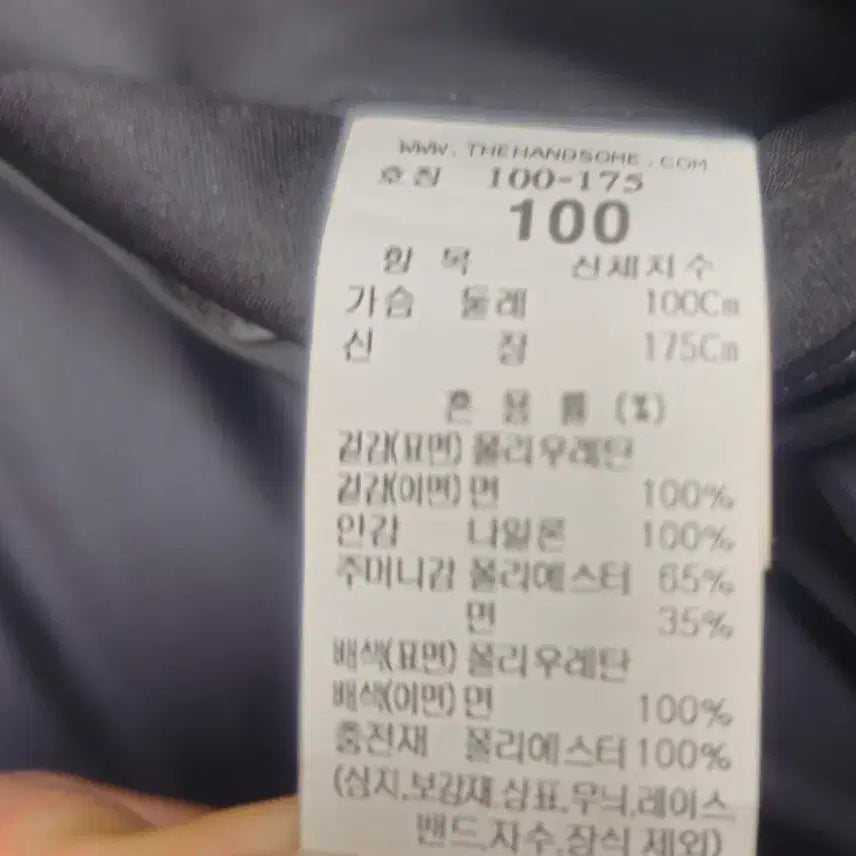 WWW.THEHANDSOME.COM
호칭 100-175
100
항 목 신체치수
가슴 둘레 100Cm
신 장 175Cm
혼 용 률 (%)
겉감(표면) 폴리우레탄
겉감(이면) 면 100%
안감 나일론 100%
주머니감 폴리에스터 65%
면 35%
배색(표면) 폴리우레탄
배색(이면) 면 100%
충전재 폴리에스터 100%
(심지,보강재,상표,무늬,레이스,
밴드,자수,장식 제외)